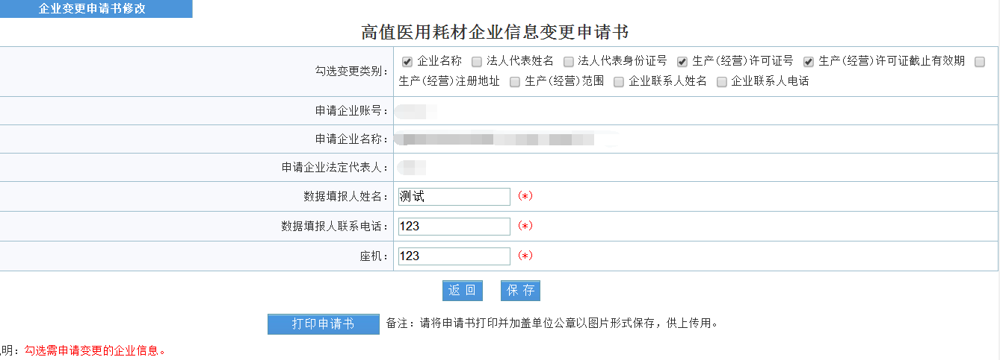 企业变更申请书修改
高值医用耗材企业信息变更申请书
勾选变更类别： 企业名称 法人代表姓名 法人代表身份证号 生产(经营)许可证号 生产(经营)许可证截止有效期
生产(经营)注册地址 生产(经营)范围 企业联系人姓名 企业联系人电话
申请企业账号：
申请企业名称：
申请企业法定代表人：
数据填报人姓名： 测试 (*)
数据填报人联系电话： 123 (*)
座机： 123 (*)
返 回 保 存
打印申请书 备注：请将申请书打印并加盖单位公章以图片形式保存，供上传用。
明：勾选需申请变更的企业信息。